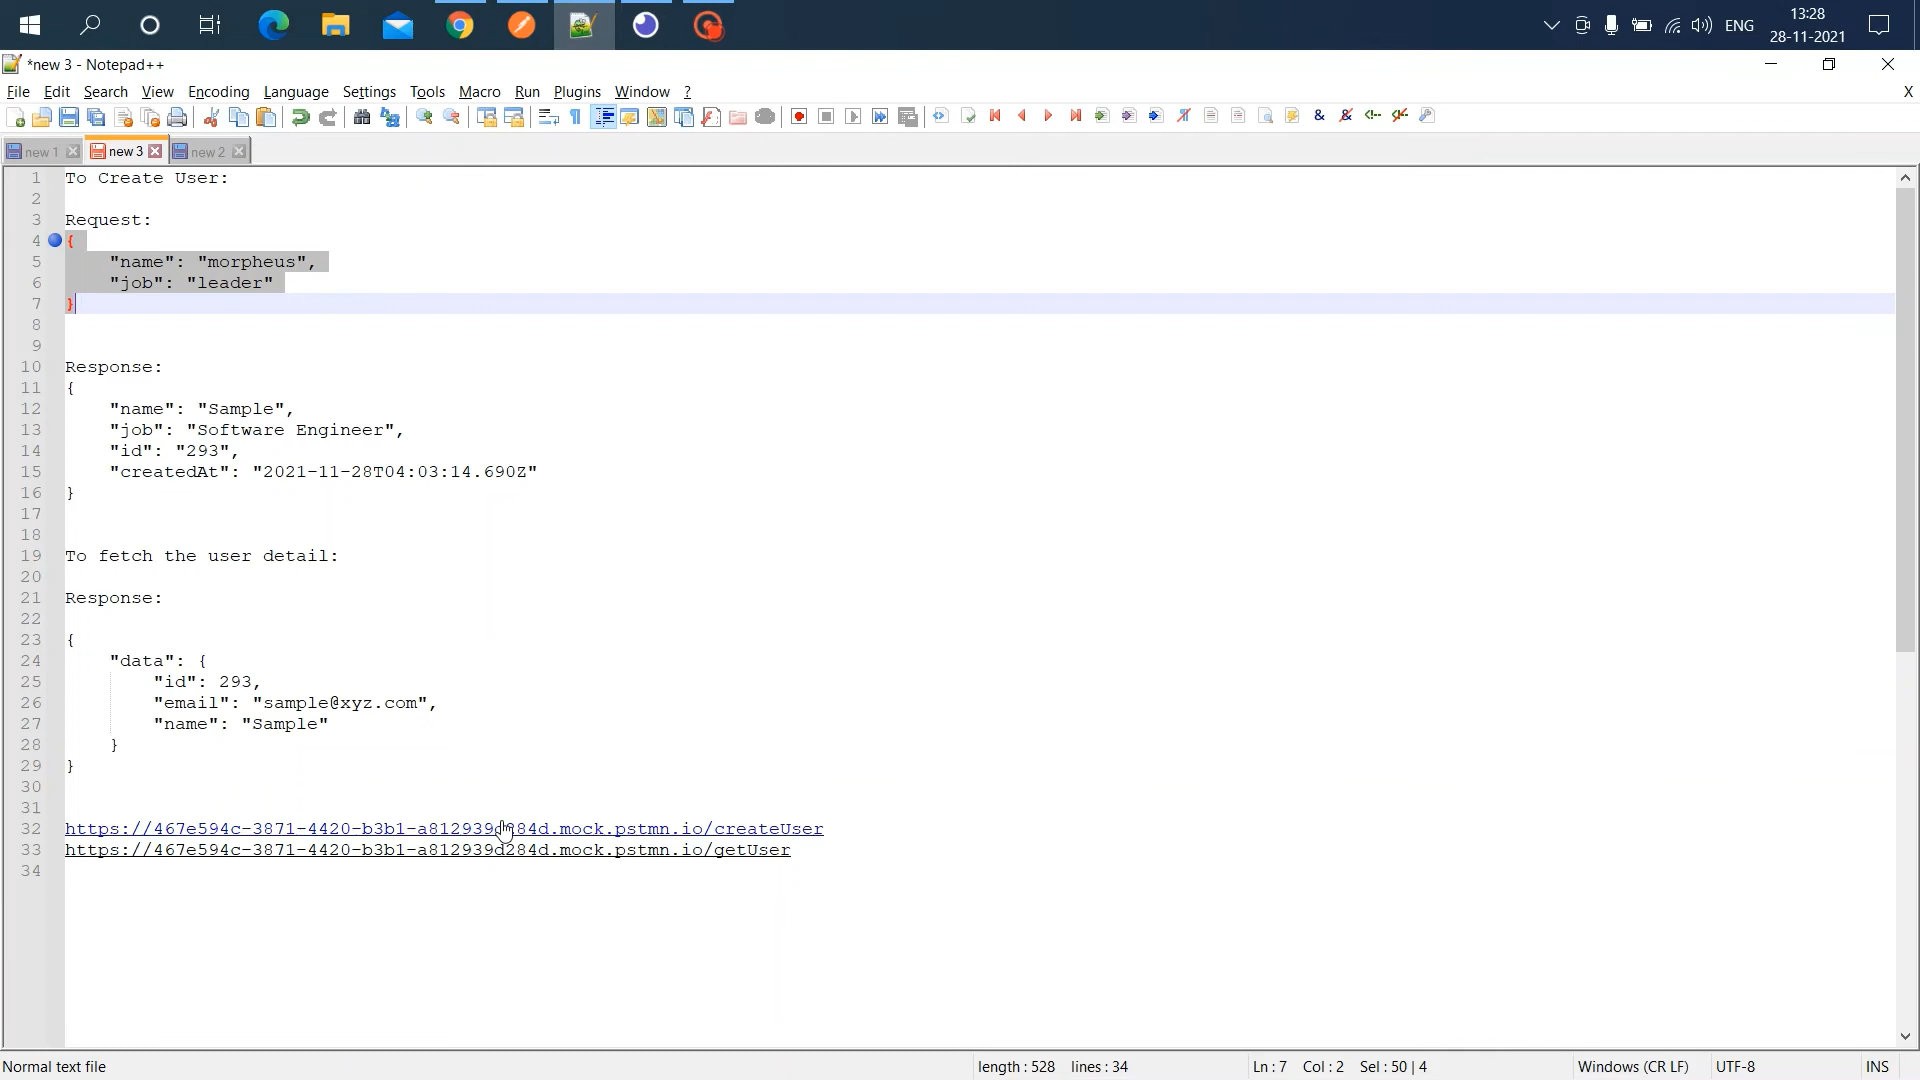 ENG
13:28
28-11-2021
*new 3 - Notepad++
File Edit Search View Encoding Language Settings Tools Macro Run Plugins Window ?
X
new 1
new 3
new 2
1 To Create User:
2
3 Request:
4 {
5 "name": "morpheus",
6 "job": "leader"
7 }
8
9
10 Response:
11 {
12 "name": "Sample",
13 "job": "Software Engineer",
14 "id": "293",
15 "createdAt": "2021-11-28T04:03:14.690Z"
16 }
17
18
19 To fetch the user detail:
20
21 Response:
22
23 {
24 "data": {
25 "id": 293,
26 "email": "sample@xyz.com",
27 "name": "Sample"
28 }
29 }
30
31
32 https://467e594c-3871-4420-b3b1-a812939d284d.mock.pstmn.io/createUser
33 https://467e594c-3871-4420-b3b1-a812939d284d.mock.pstmn.io/getUser
34
Normal text file length : 528 lines : 34 Ln : 7 Col : 2 Sel : 50 | 4 Windows (CR LF) UTF-8 INS